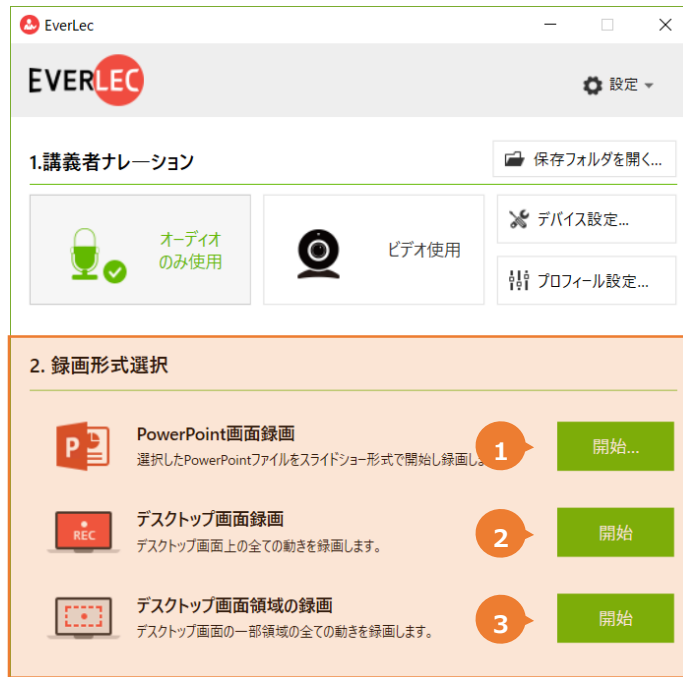 EverLec
EVERLEC
設定
1.講義者ナレーション
保存フォルダを開く...
オーディオ
のみ使用
ビデオ使用
デバイス設定...
プロフィール設定...
2. 録画形式選択
P
PowerPoint画面録画
選択したPowerPointファイルをスライドショー形式で開始し録画し
1
開始...
REC
デスクトップ画面録画
デスクトップ画面上の全ての動きを録画します。
2
開始
デスクトップ画面領域の録画
デスクトップ画面の一部領域の全ての動きを録画します。
3
開始